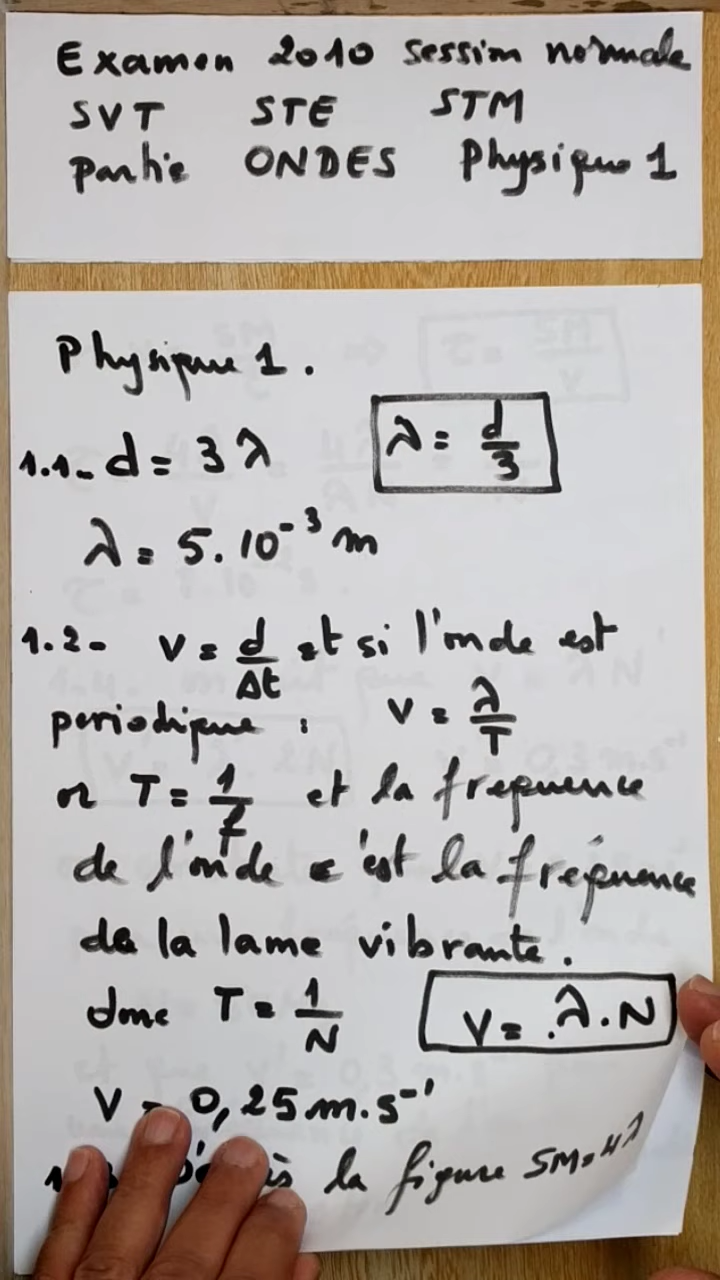 Examen 2010 session normale
SVT STE STM
Partie ONDES Physique 1
Physique 1.
1.1- d = 3λ λ = d/3
λ = 5.10⁻³ m
1.2- V = d/Δt et si l'onde est
periodique : V = λ/T
or T = 1/f et la frequence
de l'onde c'est la fréquence
de la lame vibrante.
donc T = 1/N V = λ.N
V = 0,25 m.s⁻¹
la figure SM = 4λ